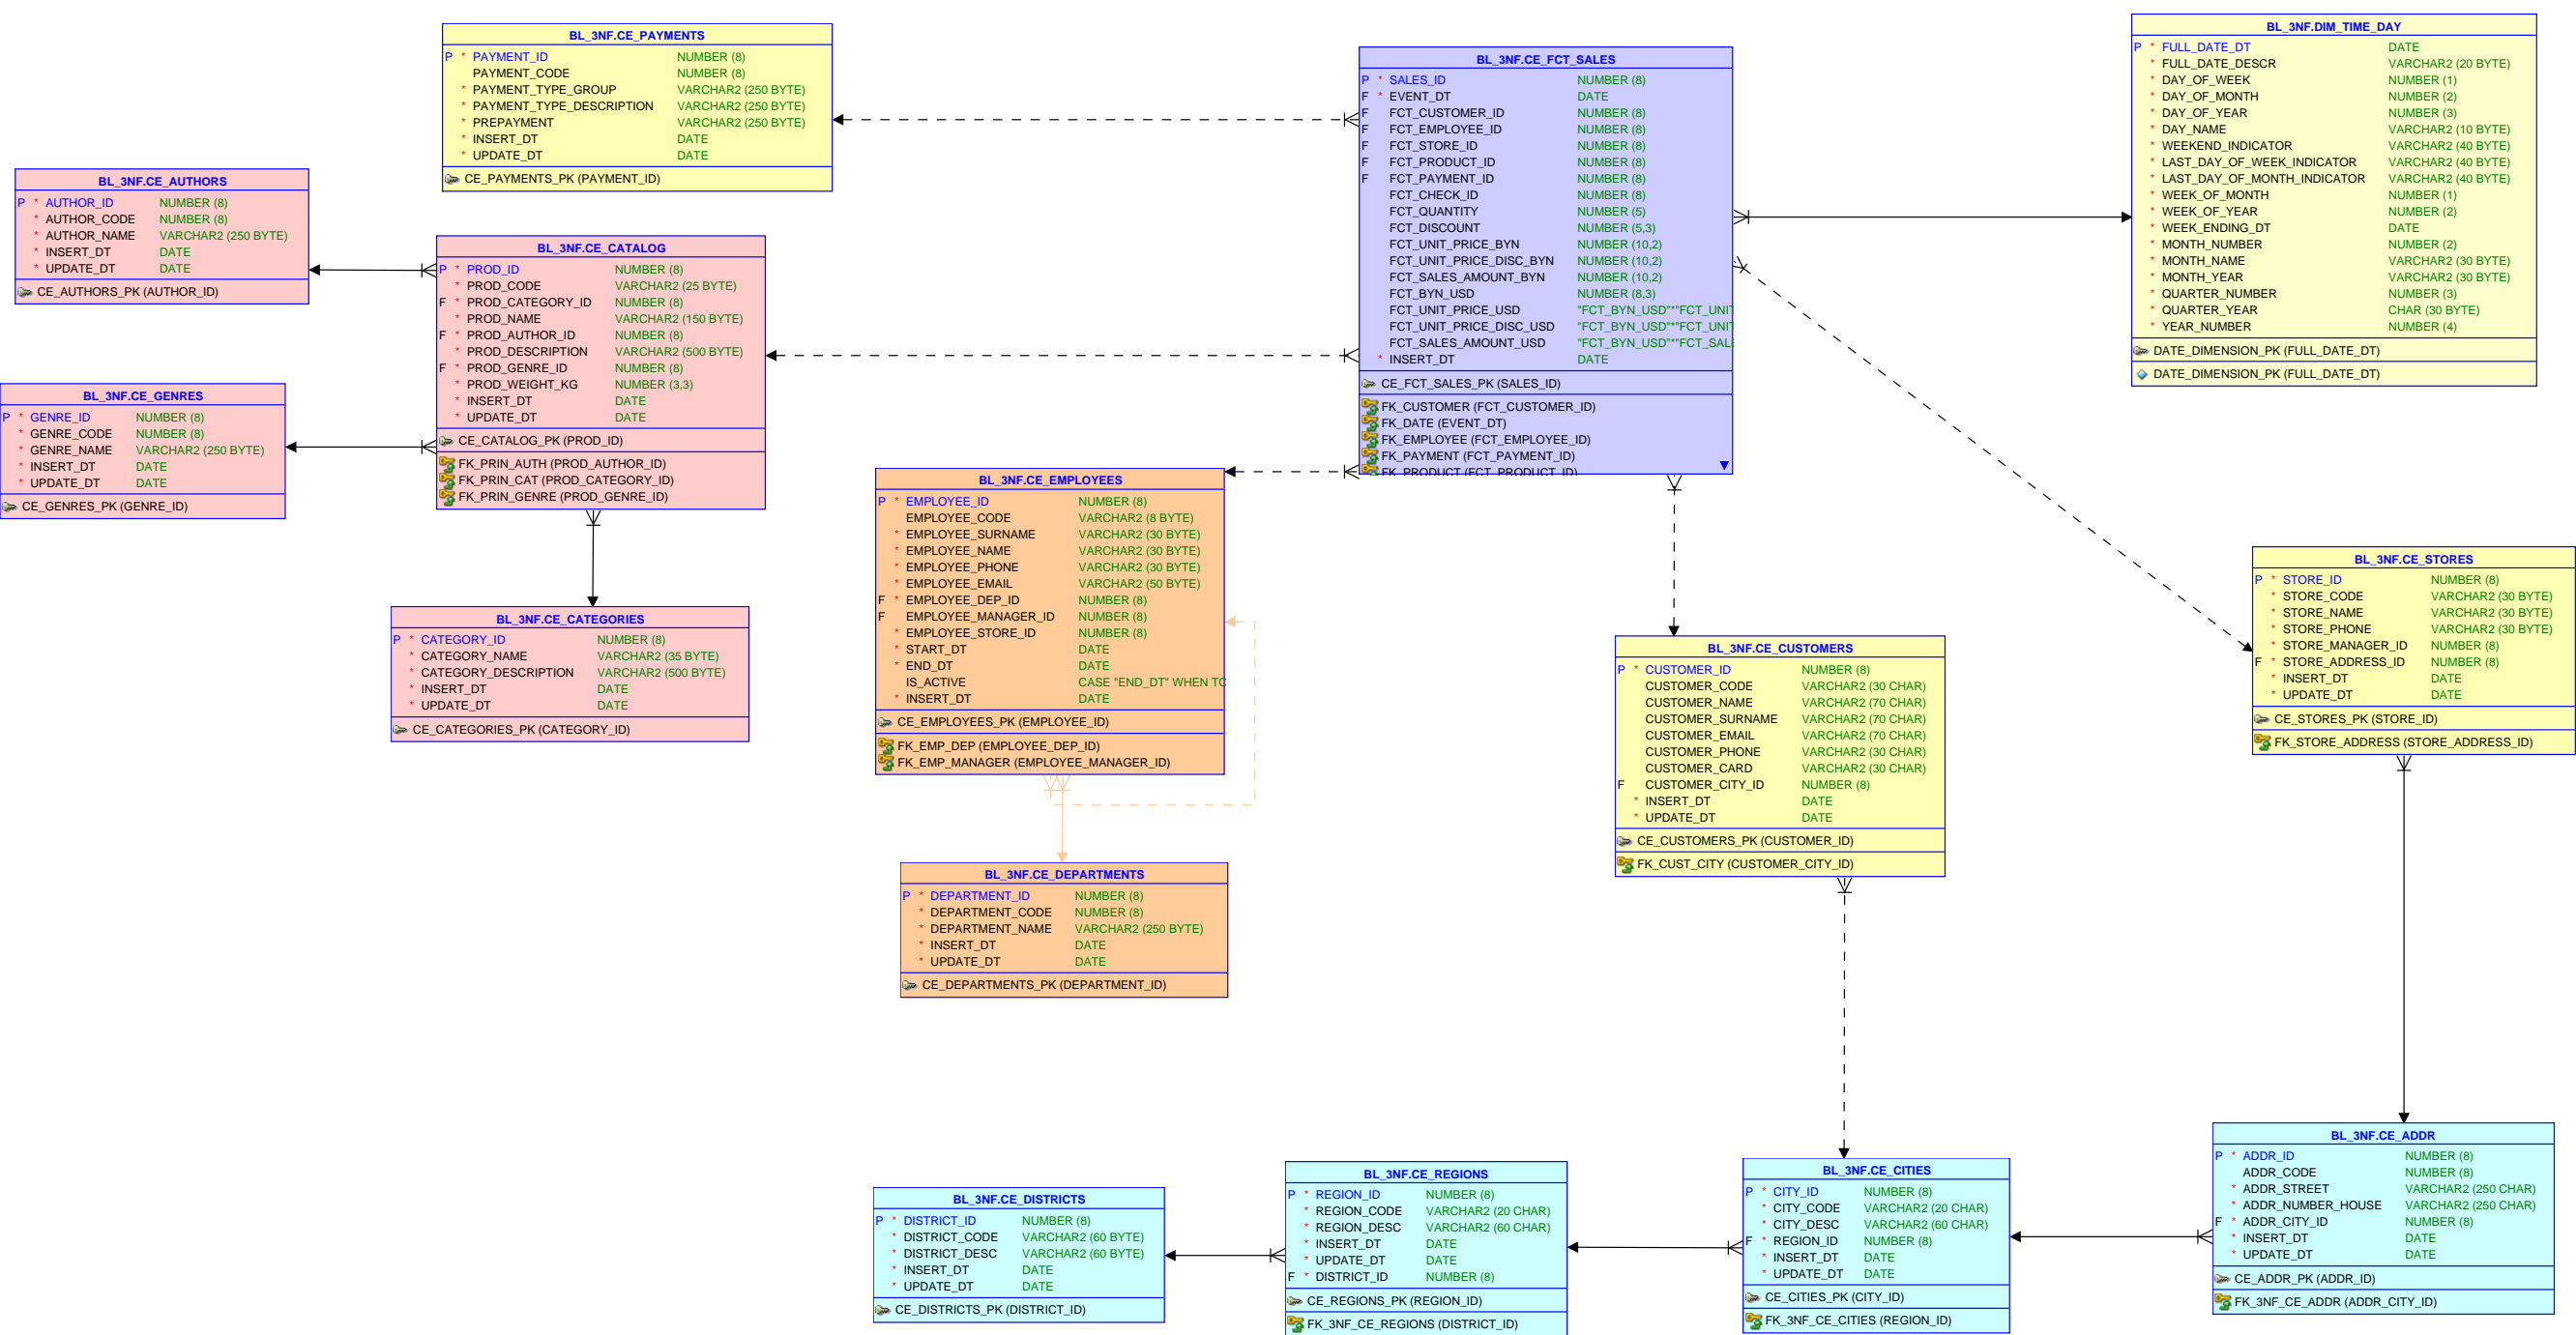 BL_3NF.CE_PAYMENTS
P * PAYMENT_ID NUMBER (8)
PAYMENT_CODE NUMBER (8)
* PAYMENT_TYPE_GROUP VARCHAR2 (250 BYTE)
* PAYMENT_TYPE_DESCRIPTION VARCHAR2 (250 BYTE)
* PREPAYMENT VARCHAR2 (250 BYTE)
* INSERT_DT DATE
* UPDATE_DT DATE
CE_PAYMENTS_PK (PAYMENT_ID)
BL_3NF.CE_FCT_SALES
P * SALES_ID NUMBER (8)
F * EVENT_DT DATE
F FCT_CUSTOMER_ID NUMBER (8)
F FCT_EMPLOYEE_ID NUMBER (8)
F FCT_STORE_ID NUMBER (8)
F FCT_PRODUCT_ID NUMBER (8)
F FCT_PAYMENT_ID NUMBER (8)
FCT_CHECK_ID NUMBER (8)
FCT_QUANTITY NUMBER (5)
FCT_DISCOUNT NUMBER (5,3)
FCT_UNIT_PRICE_BYN NUMBER (10,2)
FCT_UNIT_PRICE_DISC_BYN NUMBER (10,2)
FCT_SALES_AMOUNT_BYN NUMBER (10,2)
FCT_BYN_USD NUMBER (8,3)
FCT_UNIT_PRICE_USD "FCT_BYN_USD"*"FCT_UNIT
FCT_UNIT_PRICE_DISC_USD "FCT_BYN_USD"*"FCT_UNIT
FCT_SALES_AMOUNT_USD "FCT_BYN_USD"*"FCT_SAL
* INSERT_DT DATE
CE_FCT_SALES_PK (SALES_ID)
FK_CUSTOMER (FCT_CUSTOMER_ID)
FK_DATE (EVENT_DT)
FK_EMPLOYEE (FCT_EMPLOYEE_ID)
FK_PAYMENT (FCT_PAYMENT_ID)
FK_PRODUCT (FCT_PRODUCT_ID)
BL_3NF.DIM_TIME_DAY
P * FULL_DATE_DT DATE
* FULL_DATE_DESCR VARCHAR2 (20 BYTE)
* DAY_OF_WEEK NUMBER (1)
* DAY_OF_MONTH NUMBER (2)
* DAY_OF_YEAR NUMBER (3)
* DAY_NAME VARCHAR2 (10 BYTE)
* WEEKEND_INDICATOR VARCHAR2 (40 BYTE)
* LAST_DAY_OF_WEEK_INDICATOR VARCHAR2 (40 BYTE)
* LAST_DAY_OF_MONTH_INDICATOR VARCHAR2 (40 BYTE)
* WEEK_OF_MONTH NUMBER (1)
* WEEK_OF_YEAR NUMBER (2)
* WEEK_ENDING_DT DATE
* MONTH_NUMBER NUMBER (2)
* MONTH_NAME VARCHAR2 (30 BYTE)
* MONTH_YEAR VARCHAR2 (30 BYTE)
* QUARTER_NUMBER NUMBER (3)
* QUARTER_YEAR CHAR (30 BYTE)
* YEAR_NUMBER NUMBER (4)
DATE_DIMENSION_PK (FULL_DATE_DT)
DATE_DIMENSION_PK (FULL_DATE_DT)
BL_3NF.CE_AUTHORS
P * AUTHOR_ID NUMBER (8)
* AUTHOR_CODE NUMBER (8)
* AUTHOR_NAME VARCHAR2 (250 BYTE)
* INSERT_DT DATE
* UPDATE_DT DATE
CE_AUTHORS_PK (AUTHOR_ID)
BL_3NF.CE_CATALOG
P * PROD_ID NUMBER (8)
* PROD_CODE VARCHAR2 (25 BYTE)
F * PROD_CATEGORY_ID NUMBER (8)
* PROD_NAME VARCHAR2 (150 BYTE)
F * PROD_AUTHOR_ID NUMBER (8)
* PROD_DESCRIPTION VARCHAR2 (500 BYTE)
F * PROD_GENRE_ID NUMBER (8)
* PROD_WEIGHT_KG NUMBER (3,3)
* INSERT_DT DATE
* UPDATE_DT DATE
CE_CATALOG_PK (PROD_ID)
FK_PRIN_AUTH (PROD_AUTHOR_ID)
FK_PRIN_CAT (PROD_CATEGORY_ID)
FK_PRIN_GENRE (PROD_GENRE_ID)
BL_3NF.CE_GENRES
P * GENRE_ID NUMBER (8)
* GENRE_CODE NUMBER (8)
* GENRE_NAME VARCHAR2 (250 BYTE)
* INSERT_DT DATE
* UPDATE_DT DATE
CE_GENRES_PK (GENRE_ID)
BL_3NF.CE_EMPLOYEES
P * EMPLOYEE_ID NUMBER (8)
EMPLOYEE_CODE VARCHAR2 (8 BYTE)
* EMPLOYEE_SURNAME VARCHAR2 (30 BYTE)
* EMPLOYEE_NAME VARCHAR2 (30 BYTE)
* EMPLOYEE_PHONE VARCHAR2 (30 BYTE)
* EMPLOYEE_EMAIL VARCHAR2 (50 BYTE)
F * EMPLOYEE_DEP_ID NUMBER (8)
F EMPLOYEE_MANAGER_ID NUMBER (8)
* EMPLOYEE_STORE_ID NUMBER (8)
* START_DT DATE
* END_DT DATE
IS_ACTIVE CASE "END_DT" WHEN TO
* INSERT_DT DATE
CE_EMPLOYEES_PK (EMPLOYEE_ID)
FK_EMP_DEP (EMPLOYEE_DEP_ID)
FK_EMP_MANAGER (EMPLOYEE_MANAGER_ID)
BL_3NF.CE_STORES
P * STORE_ID NUMBER (8)
* STORE_CODE VARCHAR2 (30 BYTE)
* STORE_NAME VARCHAR2 (30 BYTE)
* STORE_PHONE VARCHAR2 (30 BYTE)
* STORE_MANAGER_ID NUMBER (8)
F * STORE_ADDRESS_ID NUMBER (8)
* INSERT_DT DATE
* UPDATE_DT DATE
CE_STORES_PK (STORE_ID)
FK_STORE_ADDRESS (STORE_ADDRESS_ID)
BL_3NF.CE_CATEGORIES
P * CATEGORY_ID NUMBER (8)
* CATEGORY_NAME VARCHAR2 (35 BYTE)
* CATEGORY_DESCRIPTION VARCHAR2 (500 BYTE)
* INSERT_DT DATE
* UPDATE_DT DATE
CE_CATEGORIES_PK (CATEGORY_ID)
BL_3NF.CE_CUSTOMERS
P * CUSTOMER_ID NUMBER (8)
CUSTOMER_CODE VARCHAR2 (30 CHAR)
CUSTOMER_NAME VARCHAR2 (70 CHAR)
CUSTOMER_SURNAME VARCHAR2 (70 CHAR)
CUSTOMER_EMAIL VARCHAR2 (70 CHAR)
CUSTOMER_PHONE VARCHAR2 (30 CHAR)
CUSTOMER_CARD VARCHAR2 (30 CHAR)
F CUSTOMER_CITY_ID NUMBER (8)
* INSERT_DT DATE
* UPDATE_DT DATE
CE_CUSTOMERS_PK (CUSTOMER_ID)
FK_CUST_CITY (CUSTOMER_CITY_ID)
BL_3NF.CE_DEPARTMENTS
P * DEPARTMENT_ID NUMBER (8)
* DEPARTMENT_CODE NUMBER (8)
* DEPARTMENT_NAME VARCHAR2 (250 BYTE)
* INSERT_DT DATE
* UPDATE_DT DATE
CE_DEPARTMENTS_PK (DEPARTMENT_ID)
BL_3NF.CE_DISTRICTS
P * DISTRICT_ID NUMBER (8)
* DISTRICT_CODE VARCHAR2 (60 BYTE)
* DISTRICT_DESC VARCHAR2 (60 BYTE)
* INSERT_DT DATE
* UPDATE_DT DATE
CE_DISTRICTS_PK (DISTRICT_ID)
BL_3NF.CE_REGIONS
P * REGION_ID NUMBER (8)
* REGION_CODE VARCHAR2 (20 CHAR)
* REGION_DESC VARCHAR2 (60 CHAR)
* INSERT_DT DATE
* UPDATE_DT DATE
F * DISTRICT_ID NUMBER (8)
CE_REGIONS_PK (REGION_ID)
FK_3NF_CE_REGIONS (DISTRICT_ID)
BL_3NF.CE_CITIES
P * CITY_ID NUMBER (8)
* CITY_CODE VARCHAR2 (20 CHAR)
* CITY_DESC VARCHAR2 (60 CHAR)
F * REGION_ID NUMBER (8)
* INSERT_DT DATE
* UPDATE_DT DATE
CE_CITIES_PK (CITY_ID)
FK_3NF_CE_CITIES (REGION_ID)
BL_3NF.CE_ADDR
P * ADDR_ID NUMBER (8)
ADDR_CODE NUMBER (8)
* ADDR_STREET VARCHAR2 (250 CHAR)
* ADDR_NUMBER_HOUSE VARCHAR2 (250 CHAR)
F * ADDR_CITY_ID NUMBER (8)
* INSERT_DT DATE
* UPDATE_DT DATE
CE_ADDR_PK (ADDR_ID)
FK_3NF_CE_ADDR (ADDR_CITY_ID)